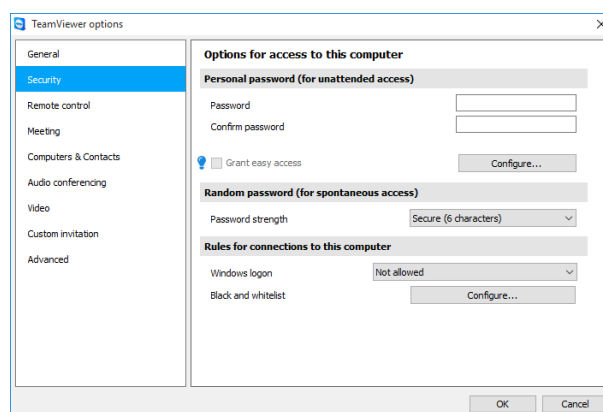 TeamViewer options
General
Security
Remote control
Meeting
Computers & Contacts
Audio conferencing
Video
Custom invitation
Advanced
Options for access to this computer
Personal password (for unattended access)
Password
Confirm password
Grant easy access
Configure...
Random password (for spontaneous access)
Password strength
Secure (6 characters)
Rules for connections to this computer
Windows logon
Not allowed
Black and whitelist
Configure...
OK
Cancel